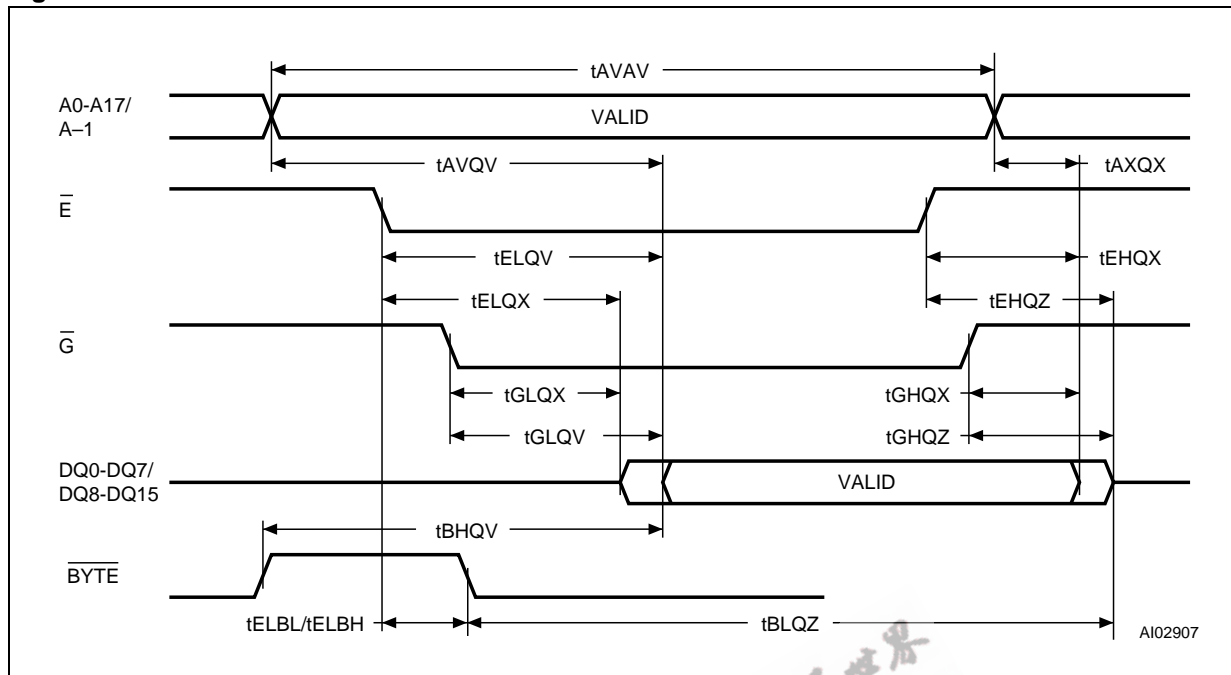 tAVAV
A0-A17/
A–1
VALID
tAVQV
tAXQX
E
tELQV
tEHQX
tELQX
tEHQZ
G
tGLQX
tGHQX
tGLQV
tGHQZ
DQ0-DQ7/
DQ8-DQ15
VALID
tBHQV
BYTE
tELBL/tELBH
tBLQZ
AI02907